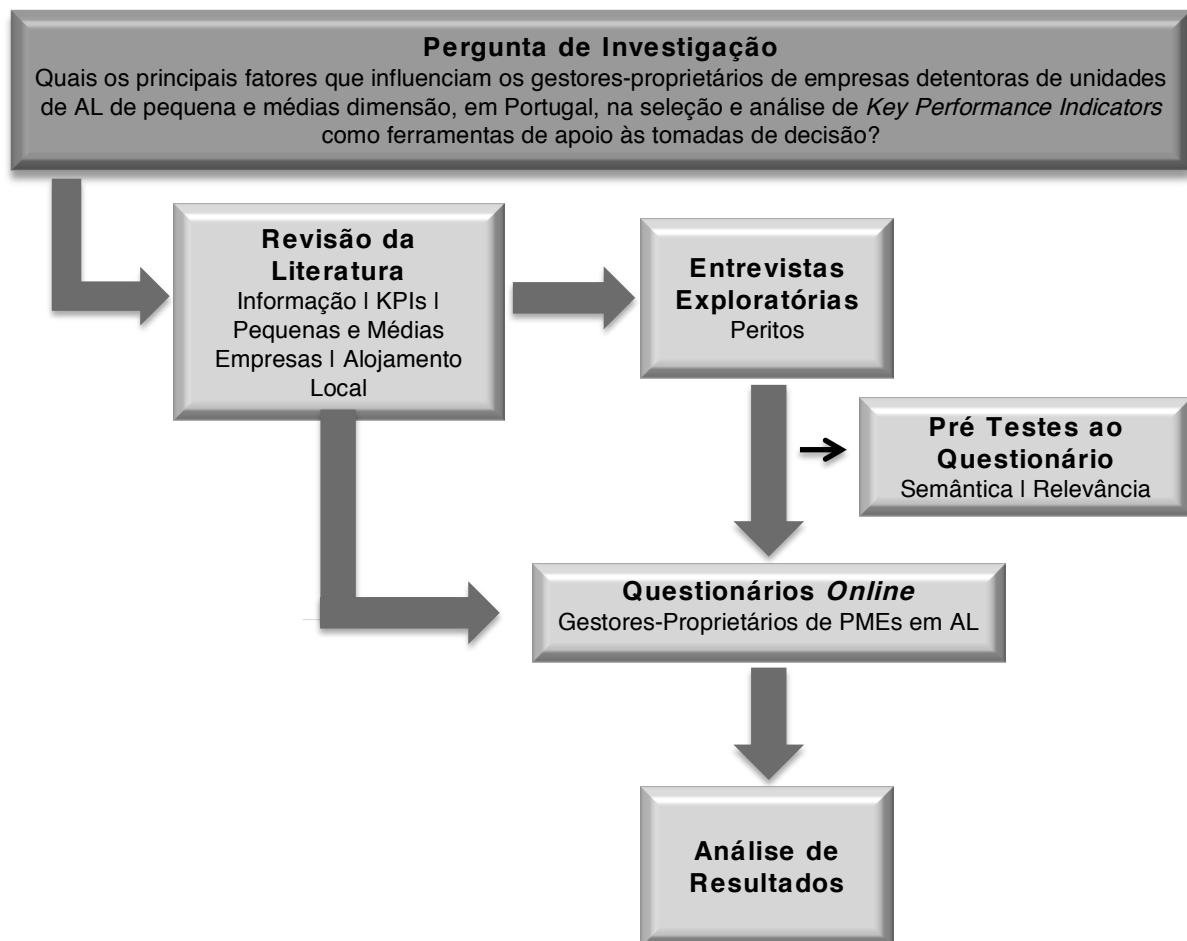 Pergunta de Investigação
Quais os principais fatores que influenciam os gestores-proprietários de empresas detentoras de unidades
de AL de pequena e médias dimensão, em Portugal, na seleção e análise de Key Performance Indicators
como ferramentas de apoio às tomadas de decisão?
Revisão da
Literatura
Informação | KPIs |
Pequenas e Médias
Empresas | Alojamento
Local
Entrevistas
Exploratórias
Peritos
Pré Testes ao
Questionário
Semântica | Relevância
Questionários Online
Gestores-Proprietários de PMEs em AL
Análise de
Resultados